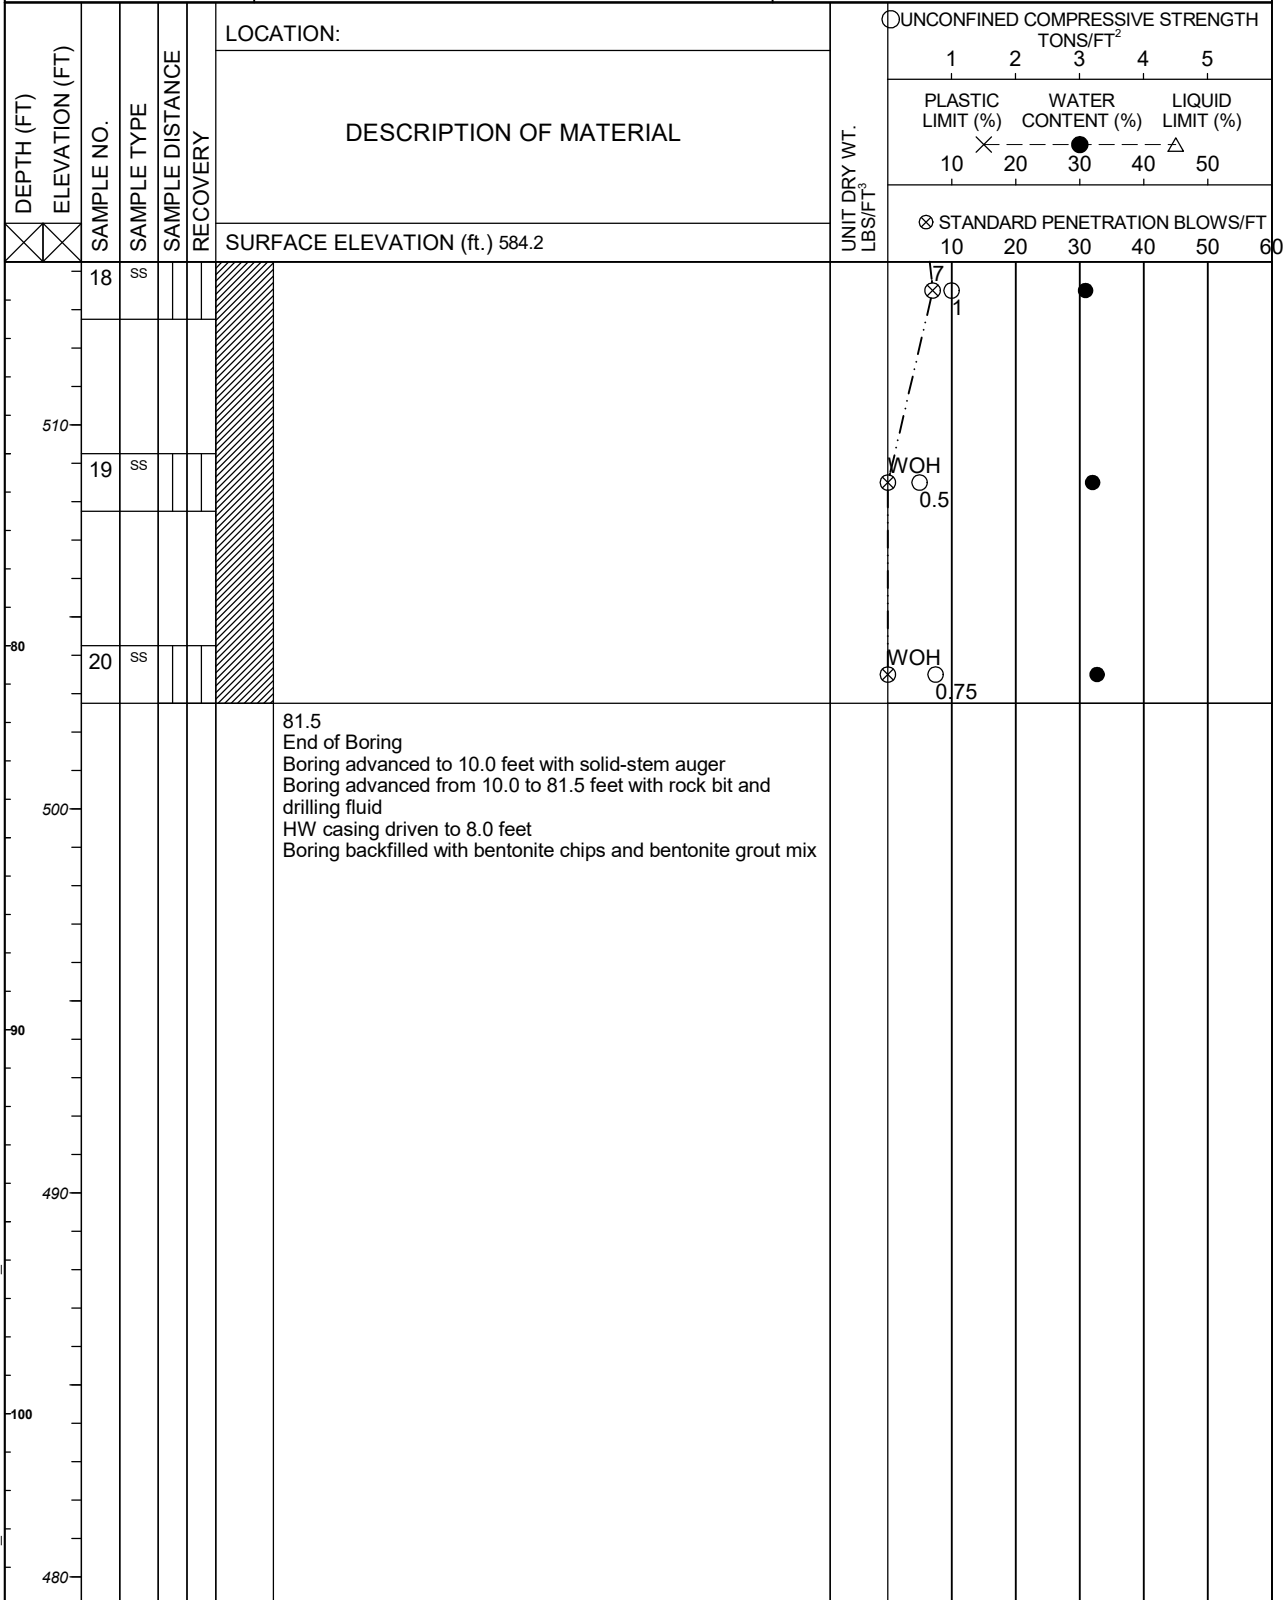 DEPTH (FT)
ELEVATION (FT)
SAMPLE NO.
SAMPLE TYPE
SAMPLE DISTANCE
RECOVERY
LOCATION:
DESCRIPTION OF MATERIAL
SURFACE ELEVATION (ft.) 584.2
UNIT DRY WT.
LBS/FT³
UNCONFINED COMPRESSIVE STRENGTH
TONS/FT²
1 2 3 4 5
PLASTIC WATER LIQUID
LIMIT (%) CONTENT (%) LIMIT (%)
10 20 30 40 50
⊗ STANDARD PENETRATION BLOWS/FT
10 20 30 40 50 60
18 SS
7
1
510
19 SS
WOH
0.5
80
20 SS
WOH
0.75
81.5
End of Boring
Boring advanced to 10.0 feet with solid-stem auger
Boring advanced from 10.0 to 81.5 feet with rock bit and
drilling fluid
HW casing driven to 8.0 feet
Boring backfilled with bentonite chips and bentonite grout mix
500
90
490
100
480